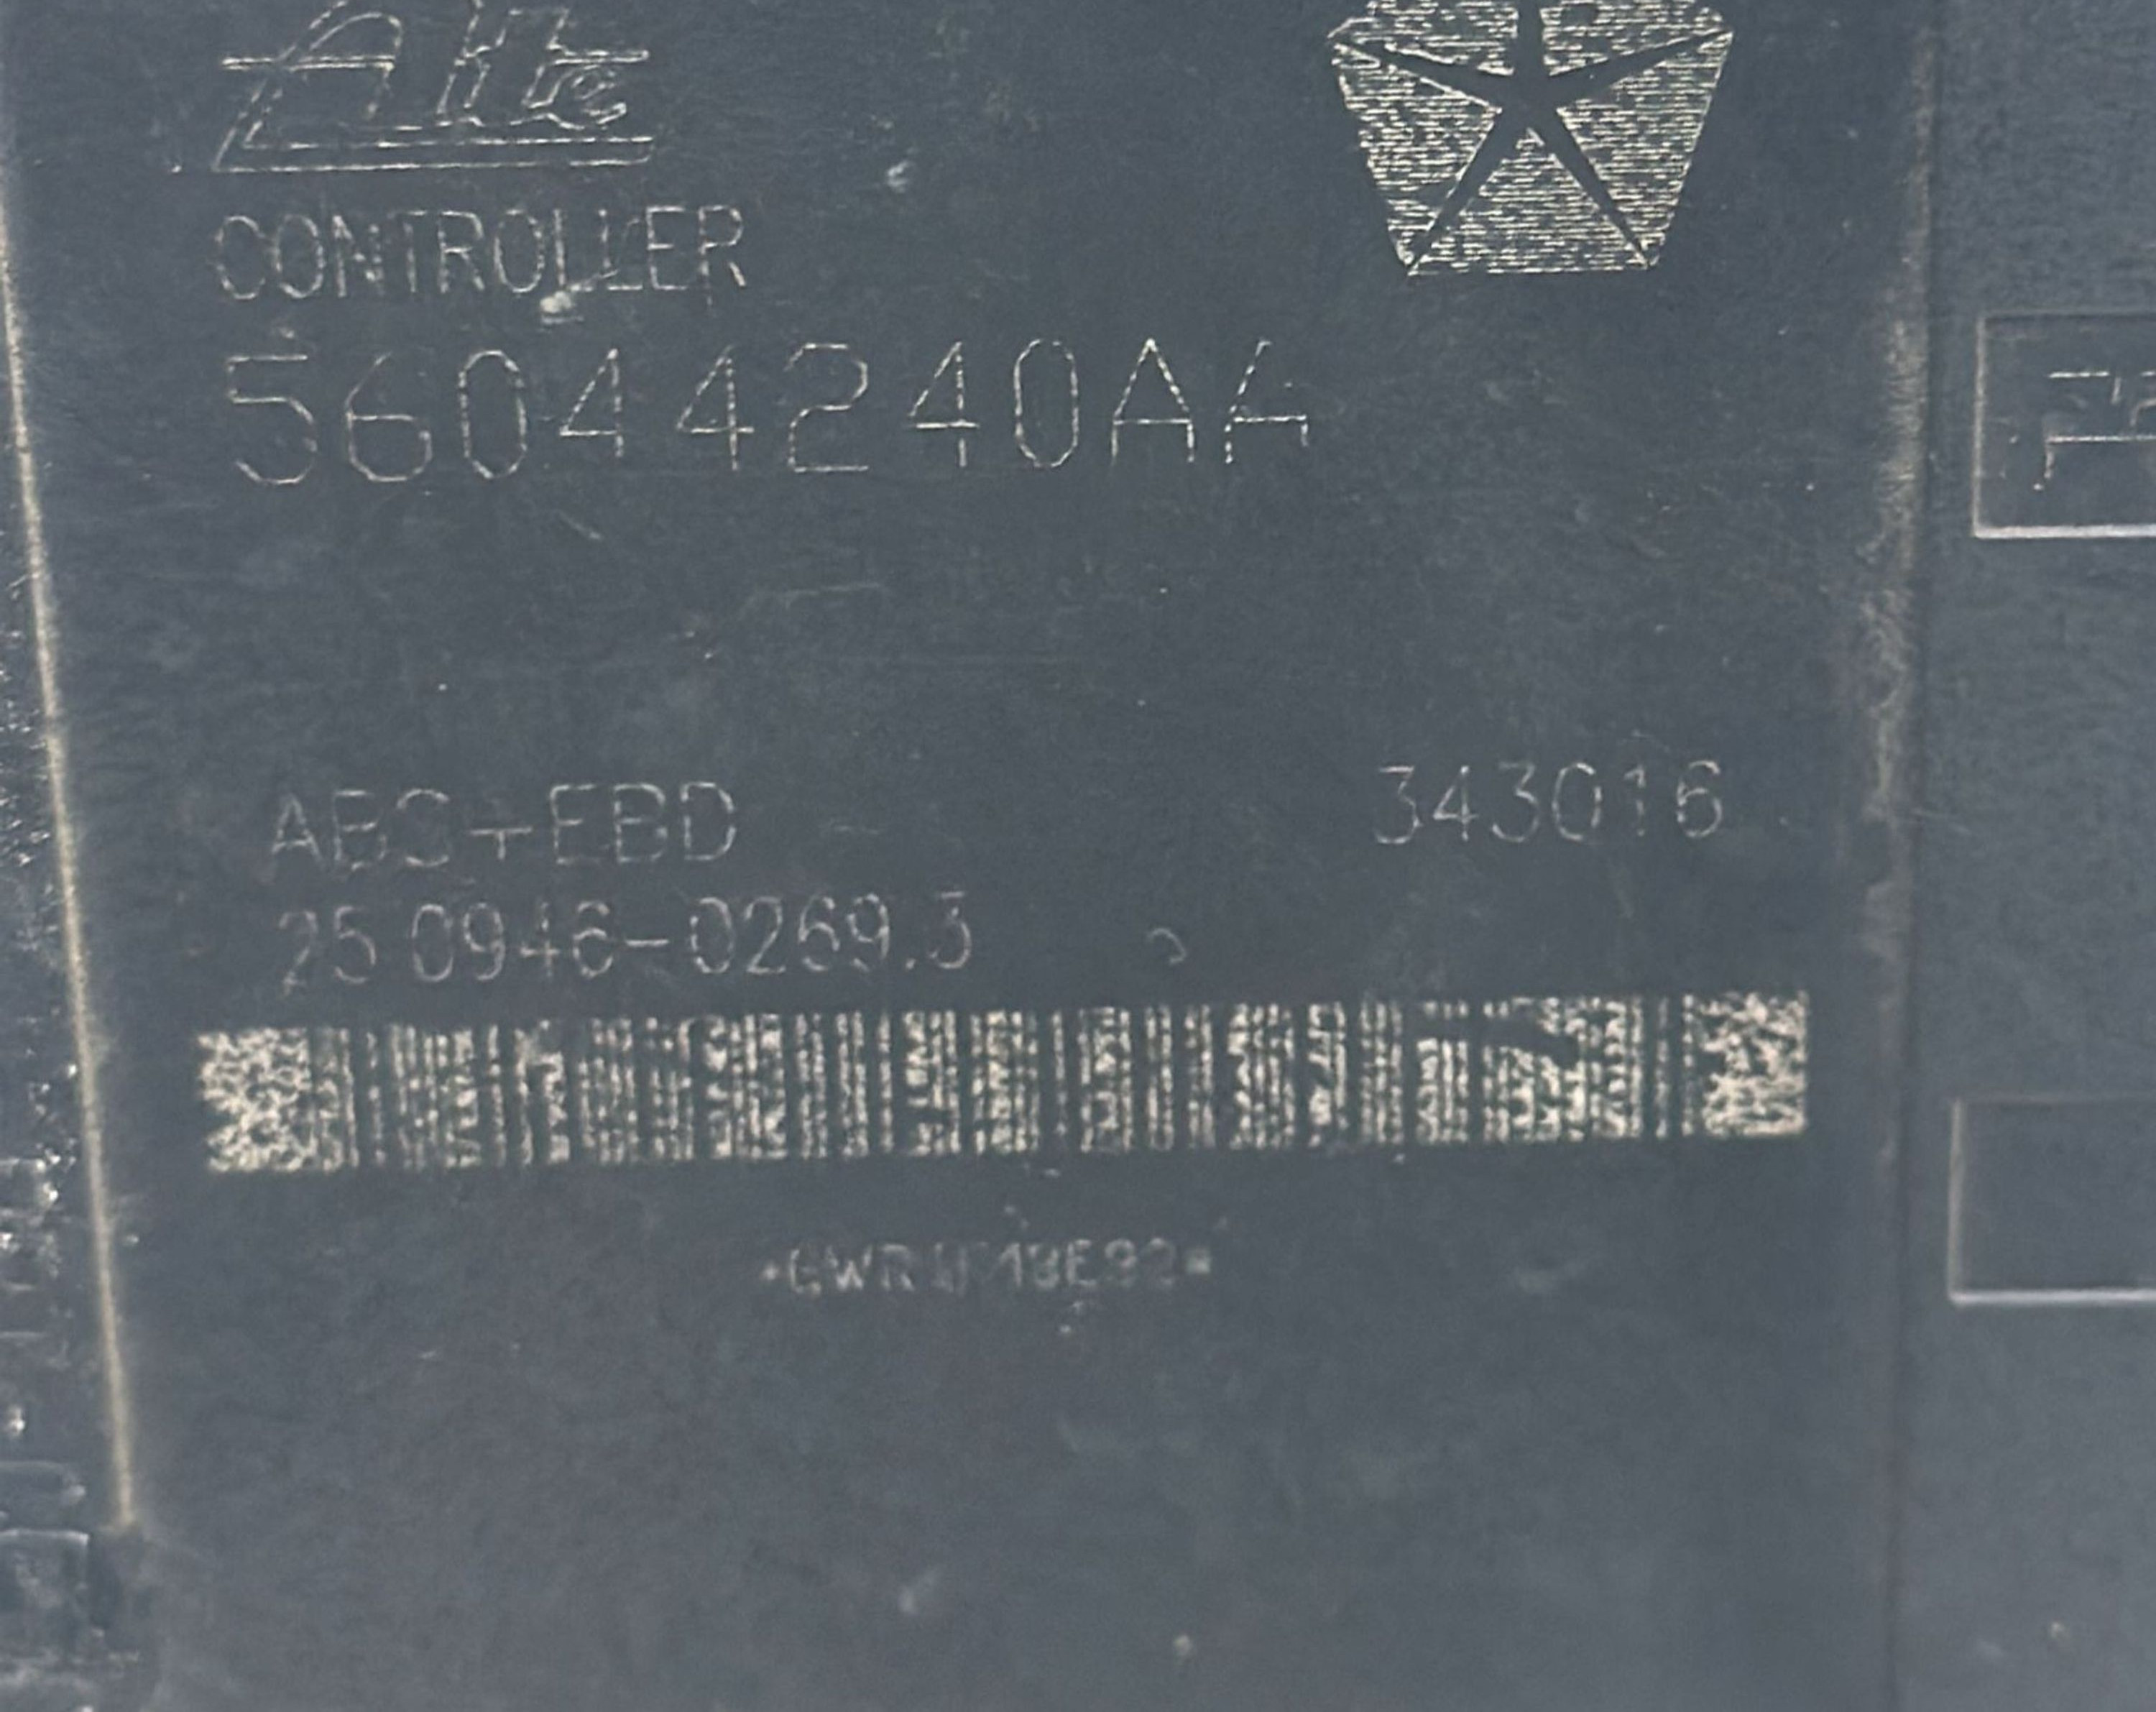 Ate
CONTROLLER
56044240AA
ABS+EBD 343016
25.0946-0269.3